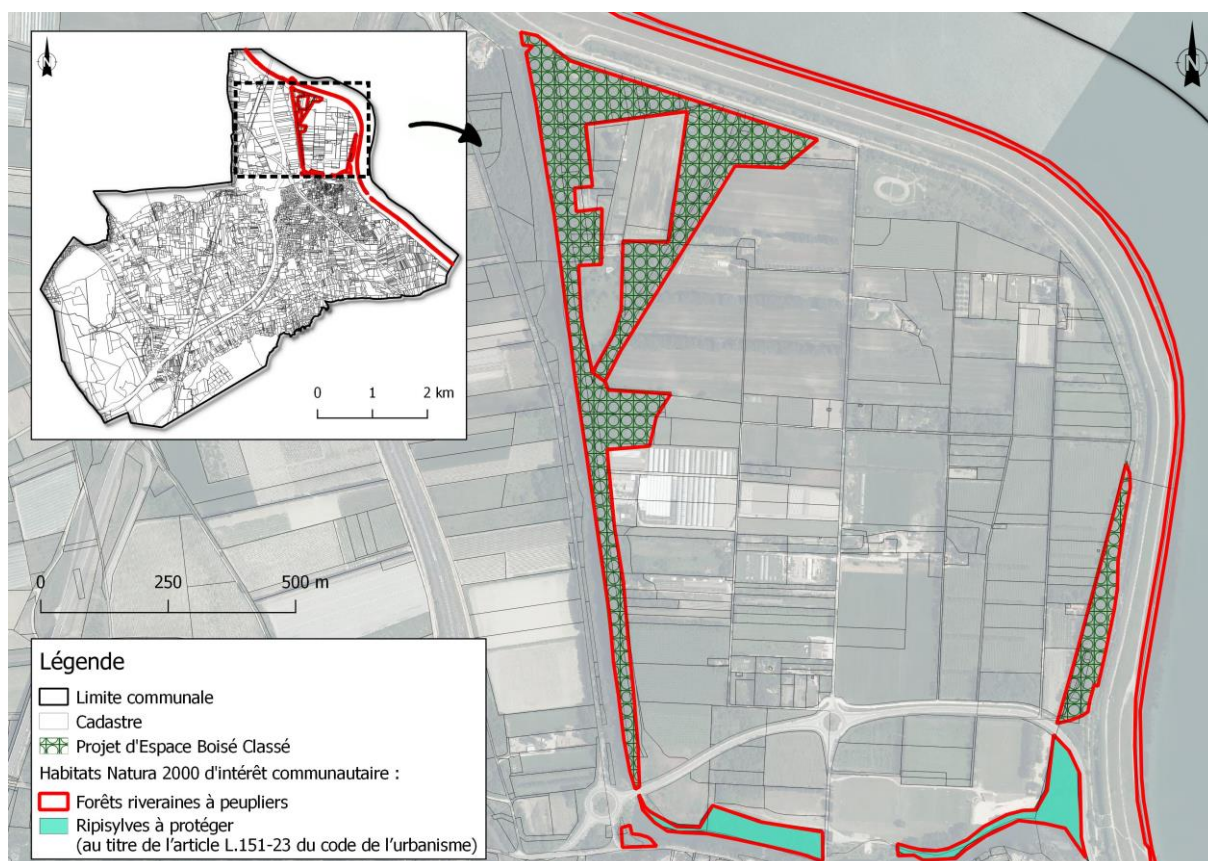 N
N
0 1 2 km
0 250 500 m
Légende
Limite communale
Cadastre
Projet d'Espace Boisé Classé
Habitats Natura 2000 d'intérêt communautaire :
Forêts riveraines à peupliers
Ripisylves à protéger
(au titre de l'article L.151-23 du code de l'urbanisme)